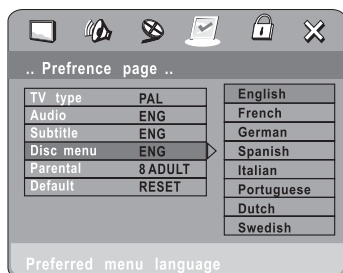 .. Prefrence page ..
TV type PAL
Audio ENG
Subtitle ENG
Disc menu ENG
Parental 8 ADULT
Default RESET
English
French
German
Spanish
Italian
Portuguese
Dutch
Swedish
Preferred menu language